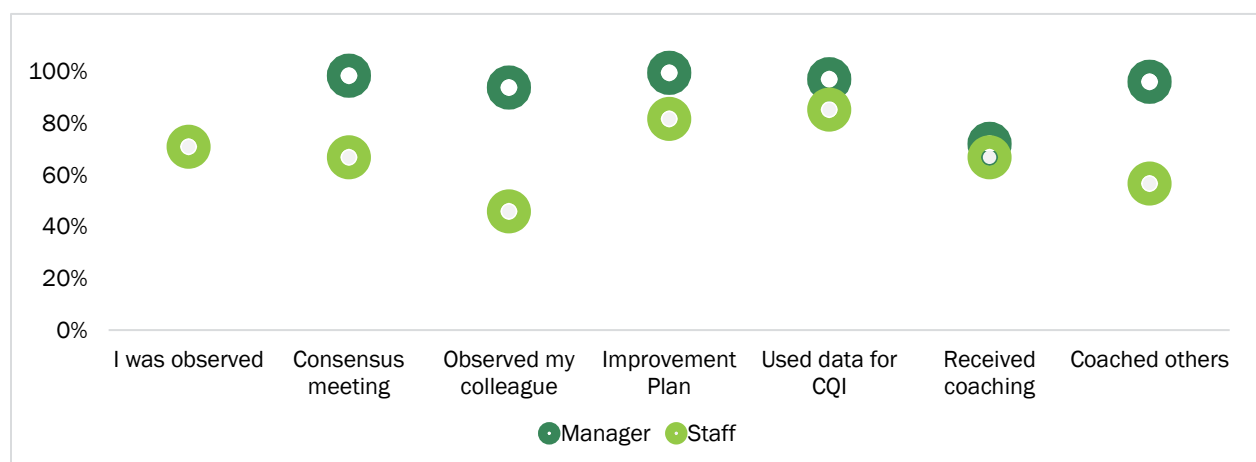 100%
80%
60%
40%
20%
0%
I was observed
Consensus
meeting
Observed my
colleague
Improvement
Plan
Used data for
CQI
Received
coaching
Coached others
Manager
Staff